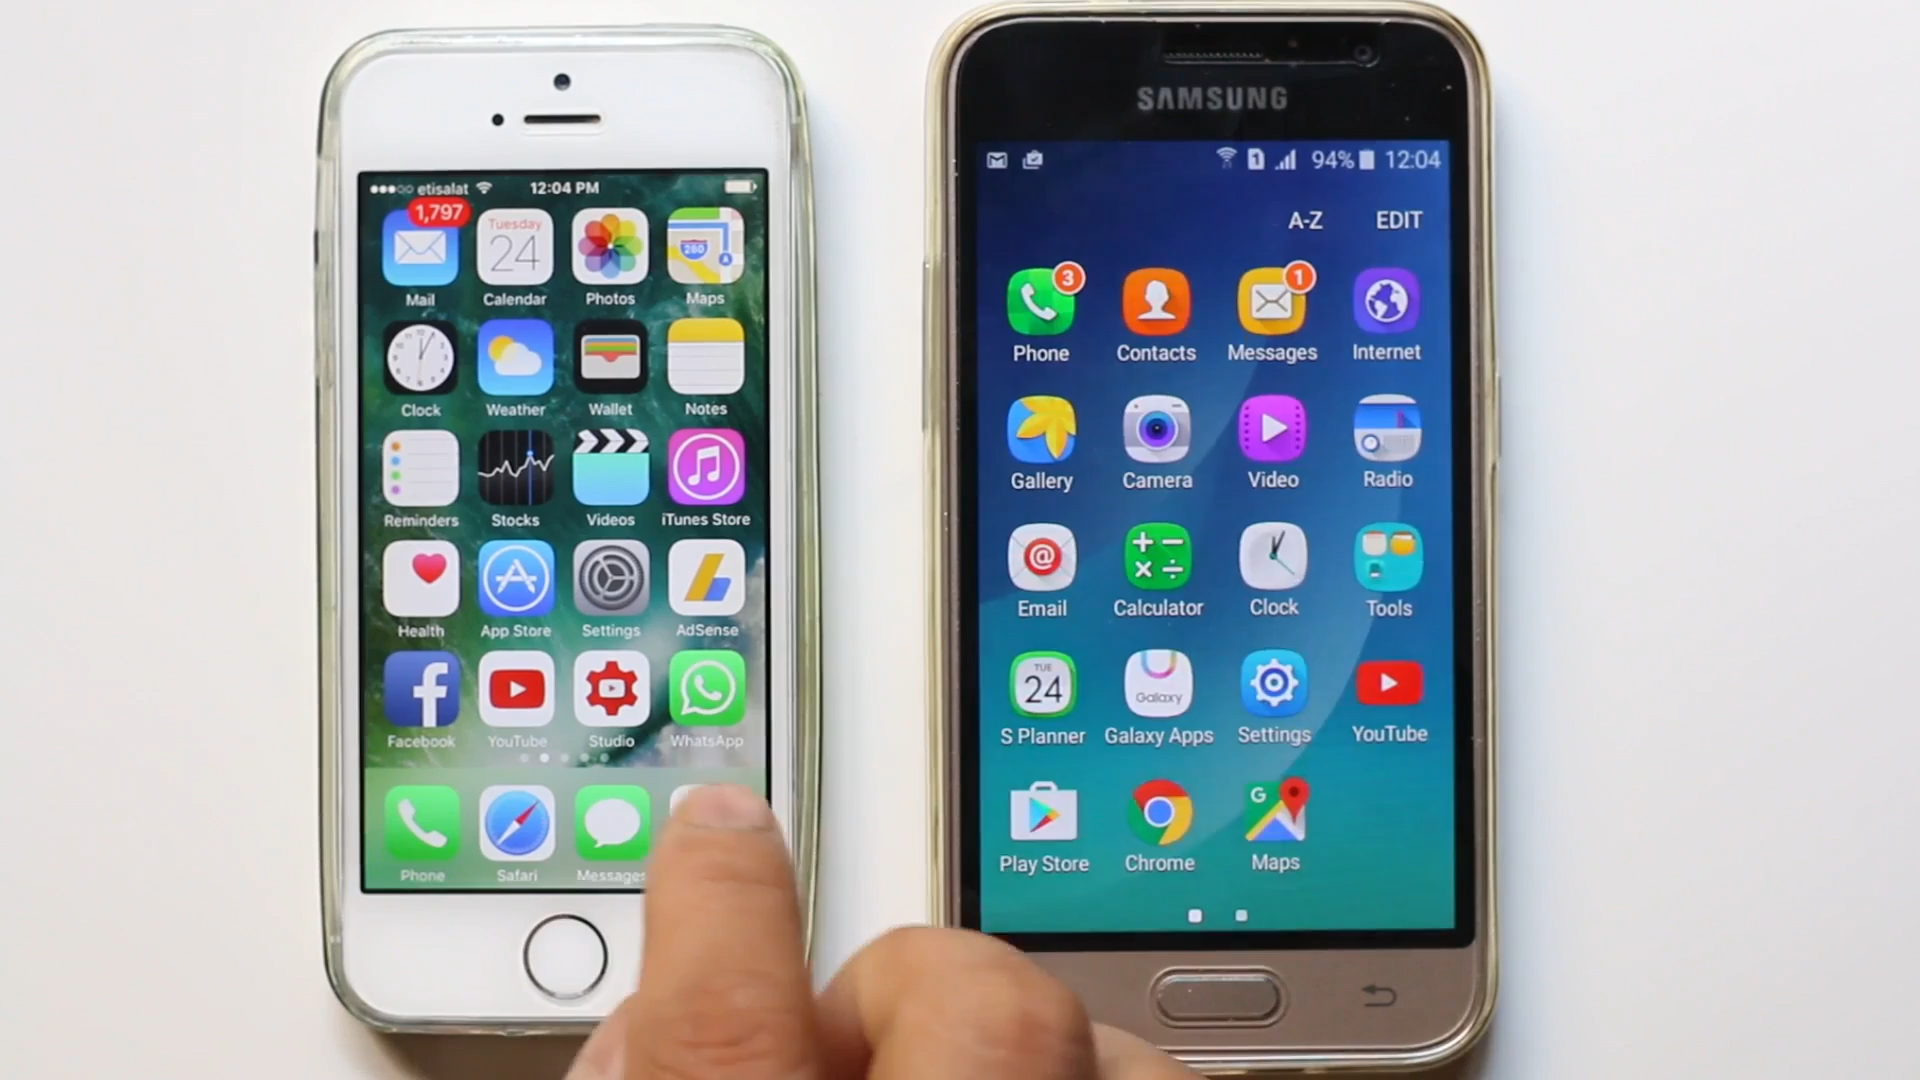 etisalat 12:04 PM
1,797
Tuesday
24
280
Mail Calendar Photos Maps
Clock Weather Wallet Notes
Reminders Stocks Videos iTunes Store
Health App Store Settings AdSense
Facebook YouTube Studio WhatsApp
Phone Safari Messages
SAMSUNG
1 94% 12:04
A-Z EDIT
3 1
Phone Contacts Messages Internet
Gallery Camera Video Radio
Email Calculator Clock Tools
TUE
24
Galaxy
S Planner Galaxy Apps Settings YouTube
G
Play Store Chrome Maps